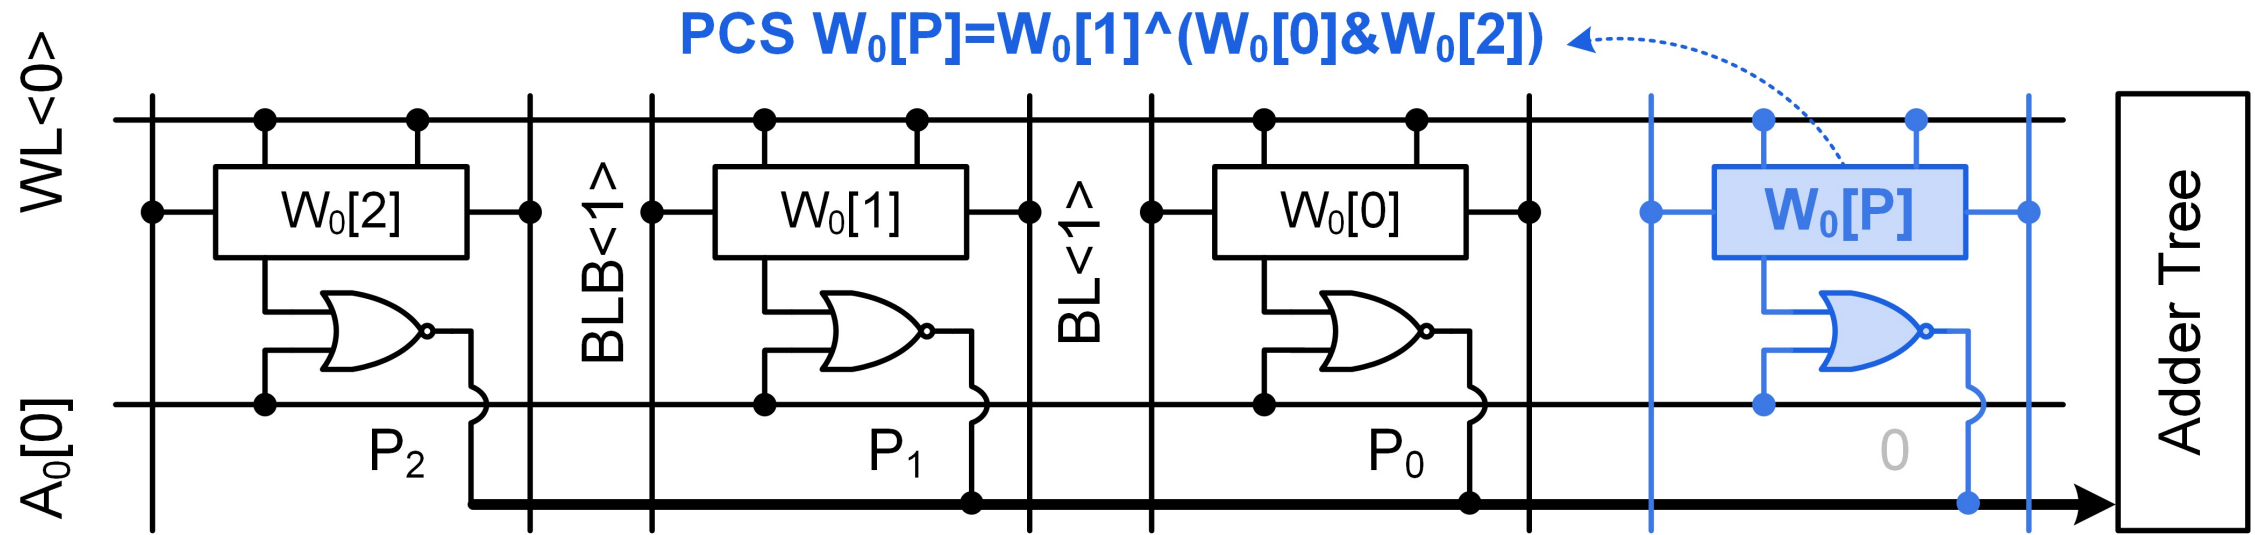 PCS W₀[P]=W₀[1]^(W₀[0]&W₀[2])
WL<0>
W₀[2]
BLB<1>
W₀[1]
BL<1>
W₀[0]
W₀[P]
A₀[0]
P₂
P₁
P₀
0
Adder Tree